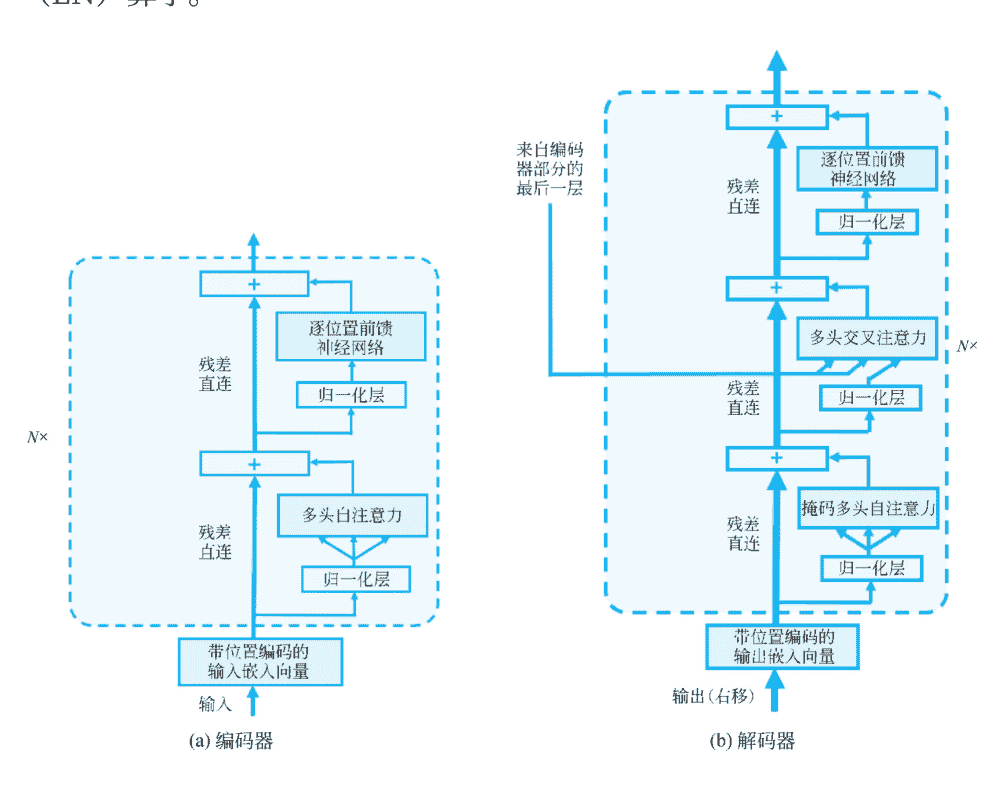 （LN）算子。
来自编码
器部分的
最后一层
残差
直连
逐位置前馈
神经网络
归一化层
残差
直连
多头交叉注意力
归一化层
N×
残差
直连
掩码多头自注意力
归一化层
带位置编码的
输出嵌入向量
输出(右移)
(b) 解码器
残差
直连
逐位置前馈
神经网络
归一化层
N×
残差
直连
多头自注意力
归一化层
带位置编码的
输入嵌入向量
输入
(a) 编码器
+
+
+
+
+